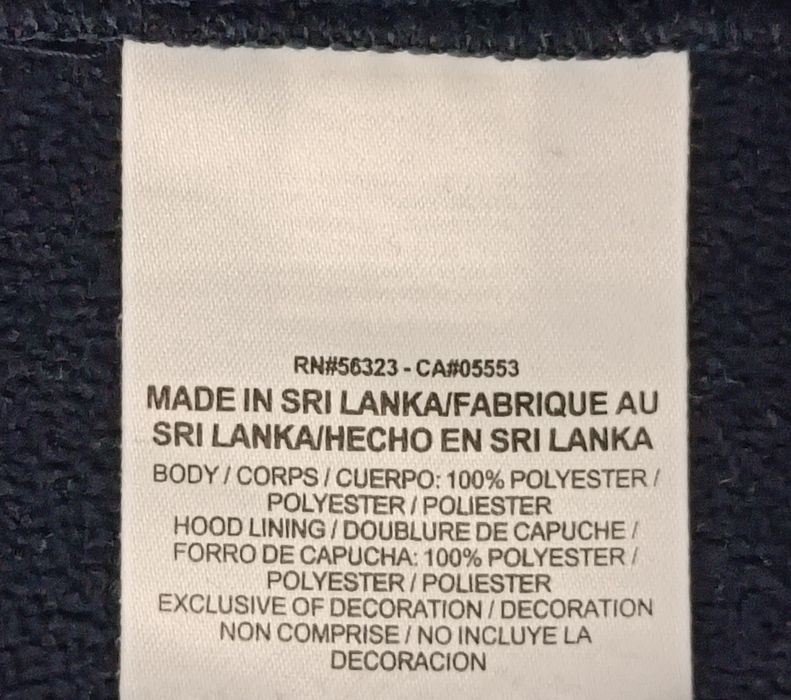 RN#56323 - CA#05553
MADE IN SRI LANKA/FABRIQUE AU
SRI LANKA/HECHO EN SRI LANKA
BODY / CORPS / CUERPO: 100% POLYESTER /
POLYESTER / POLIESTER
HOOD LINING / DOUBLURE DE CAPUCHE /
FORRO DE CAPUCHA: 100% POLYESTER /
POLYESTER / POLIESTER
EXCLUSIVE OF DECORATION / DECORATION
NON COMPRISE / NO INCLUYE LA
DECORACION